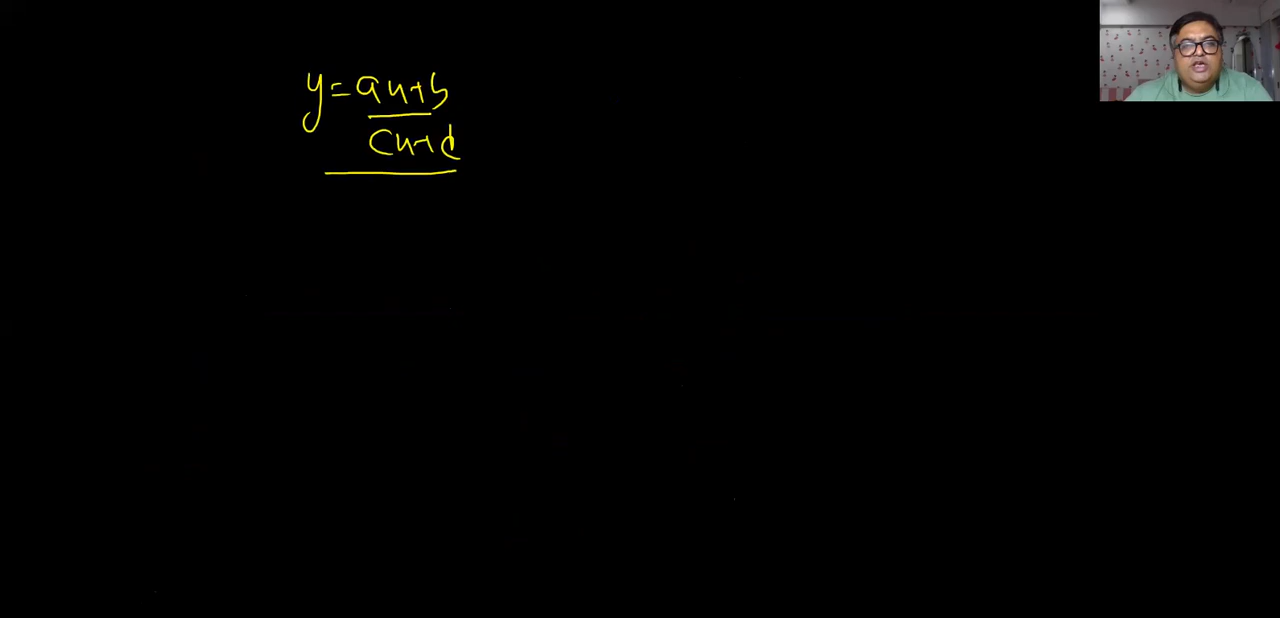 y = ax+b
cx+d